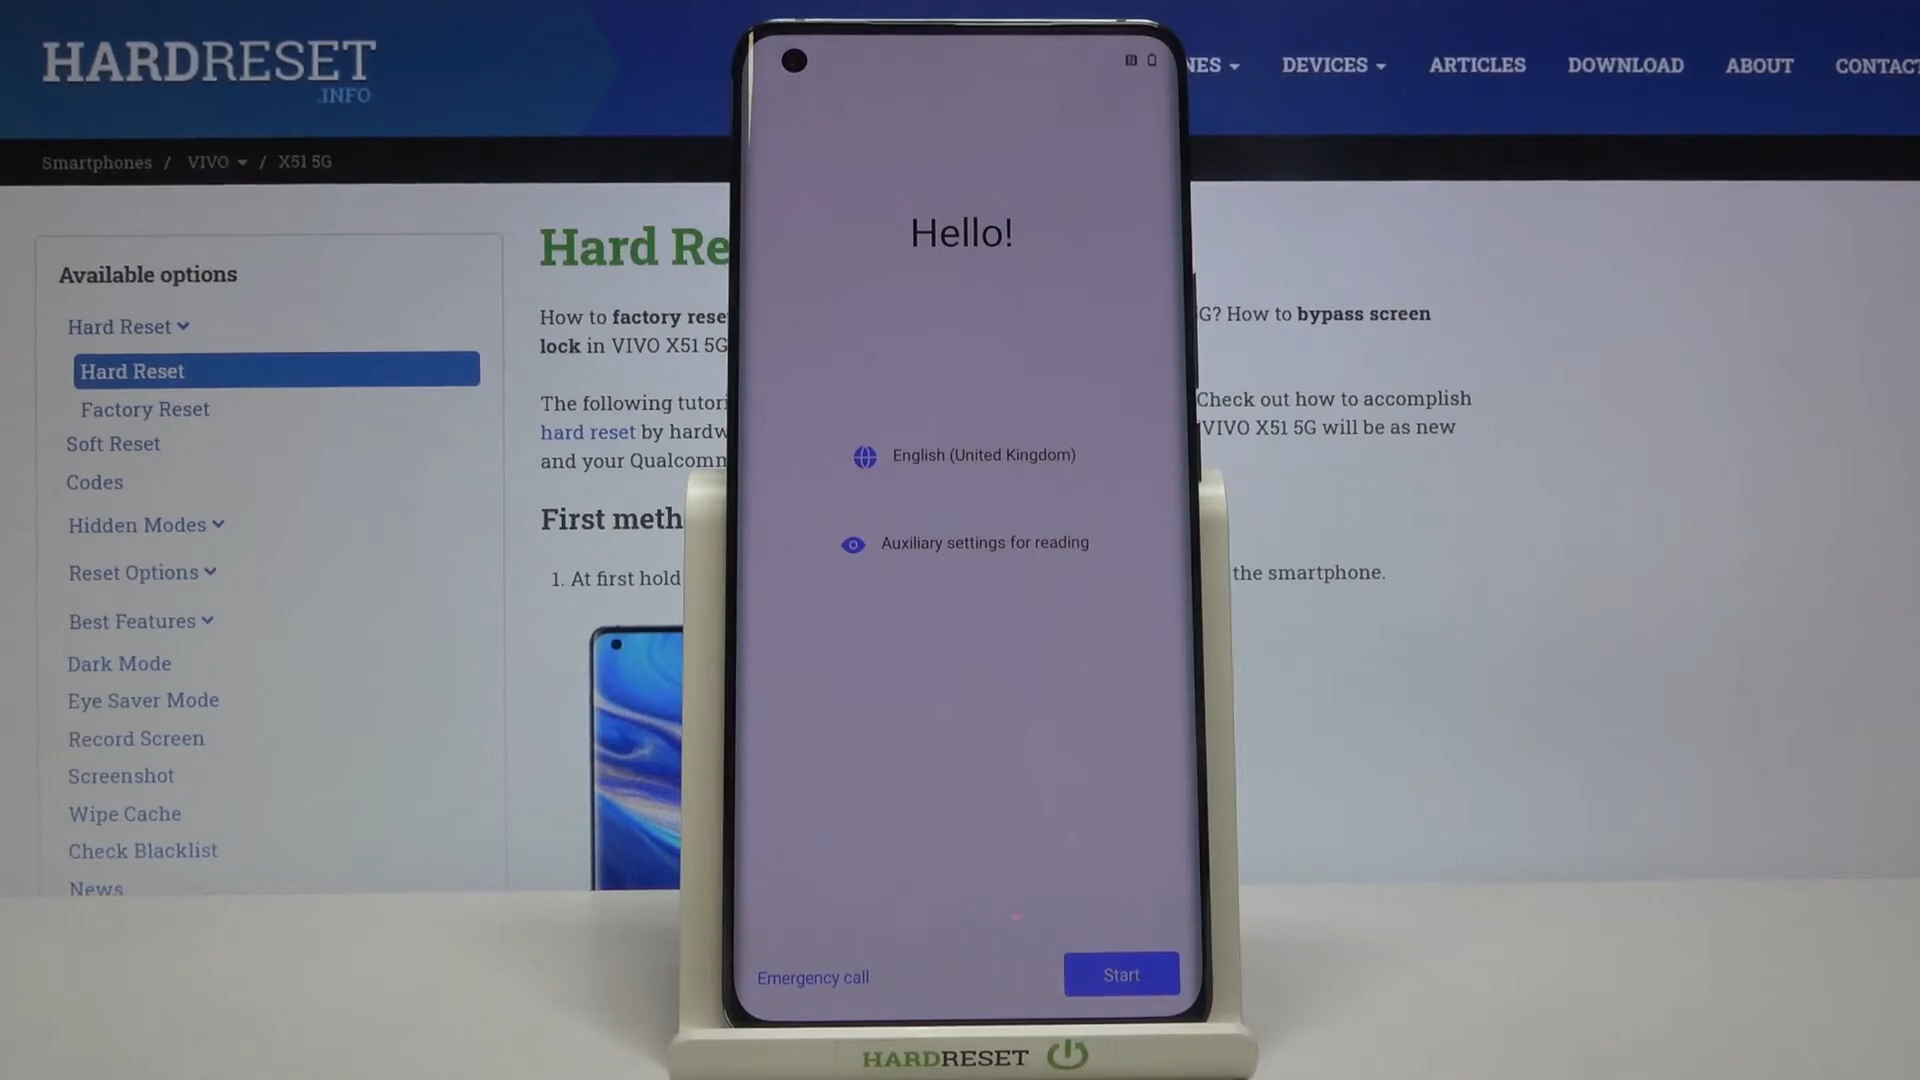 HARDRESET
.INFO
DEVICES
ARTICLES
DOWNLOAD
ABOUT
Smartphones / VIVO / X51 5G
Available options
Hard Reset
Hard Reset
Factory Reset
Soft Reset
Codes
Hidden Modes
Reset Options
Best Features
Dark Mode
Eye Saver Mode
Record Screen
Screenshot
Wipe Cache
Check Blacklist
News
Hard Re
How to factory rese
G? How to bypass screen
lock in VIVO X51 5G
The following tutori
Check out how to accomplish
hard reset by hardw
VIVO X51 5G will be as new
and your Qualcomm
First meth
1. At first hold
the smartphone.
Hello!
English (United Kingdom)
Auxiliary settings for reading
Emergency call
Start
HARDRESET